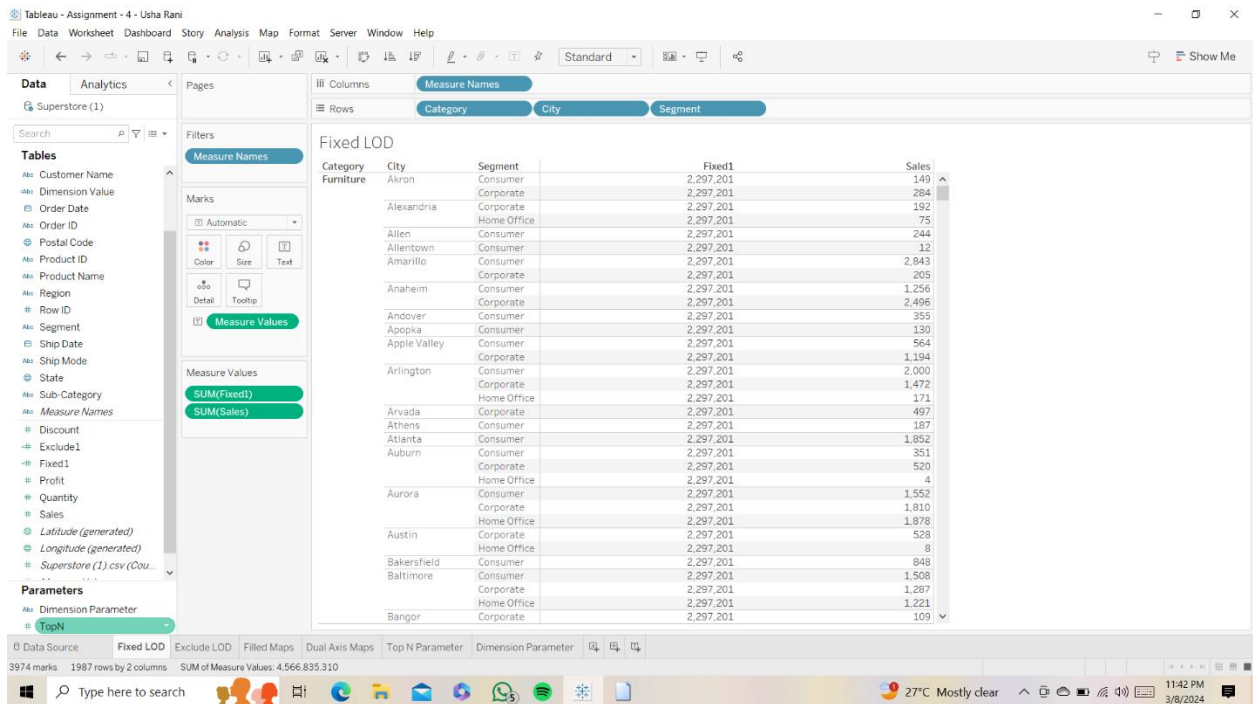 Tableau - Assignment - 4 - Usha Rani
File Data Worksheet Dashboard Story Analysis Map Format Server Window Help
Standard
Show Me
Data Analytics
Superstore (1)
Search
Tables
Abc Customer Name
Abc Dimension Value
Order Date
Abc Order ID
Postal Code
Abc Product ID
Abc Product Name
Abc Region
# Row ID
Abc Segment
Ship Date
Abc Ship Mode
State
Abc Sub-Category
Abc Measure Names
# Discount
# Exclude1
# Fixed1
# Profit
# Quantity
# Sales
Latitude (generated)
Longitude (generated)
# Superstore (1).csv (Cou...
Parameters
Abc Dimension Parameter
# TopN
Pages
Filters
Measure Names
Marks
Automatic
Color Size Text
Detail Tooltip
Measure Values
Measure Values
SUM(Fixed1)
SUM(Sales)
Columns Measure Names
Rows Category City Segment
Fixed LOD
Category City Segment Fixed1 Sales
Furniture Akron Consumer 2,297,201 149
Corporate 2,297,201 284
Alexandria Corporate 2,297,201 192
Home Office 2,297,201 75
Allen Consumer 2,297,201 244
Allentown Consumer 2,297,201 12
Amarillo Consumer 2,297,201 2,843
Corporate 2,297,201 205
Anaheim Consumer 2,297,201 1,256
Corporate 2,297,201 2,496
Andover Consumer 2,297,201 355
Apopka Consumer 2,297,201 130
Apple Valley Consumer 2,297,201 564
Corporate 2,297,201 1,194
Arlington Consumer 2,297,201 2,000
Corporate 2,297,201 1,472
Home Office 2,297,201 171
Arvada Corporate 2,297,201 497
Athens Consumer 2,297,201 187
Atlanta Consumer 2,297,201 1,852
Auburn Consumer 2,297,201 351
Corporate 2,297,201 520
Home Office 2,297,201 4
Aurora Consumer 2,297,201 1,552
Corporate 2,297,201 1,810
Home Office 2,297,201 1,878
Austin Corporate 2,297,201 528
Home Office 2,297,201 8
Bakersfield Consumer 2,297,201 848
Baltimore Consumer 2,297,201 1,508
Corporate 2,297,201 1,287
Home Office 2,297,201 1,221
Bangor Corporate 2,297,201 109
Data Source Fixed LOD Exclude LOD Filled Maps Dual Axis Maps Top N Parameter Dimension Parameter
3974 marks 1987 rows by 2 columns SUM of Measure Values: 4,566,835,310
Type here to search
27°C Mostly clear
11:42 PM
3/8/2024